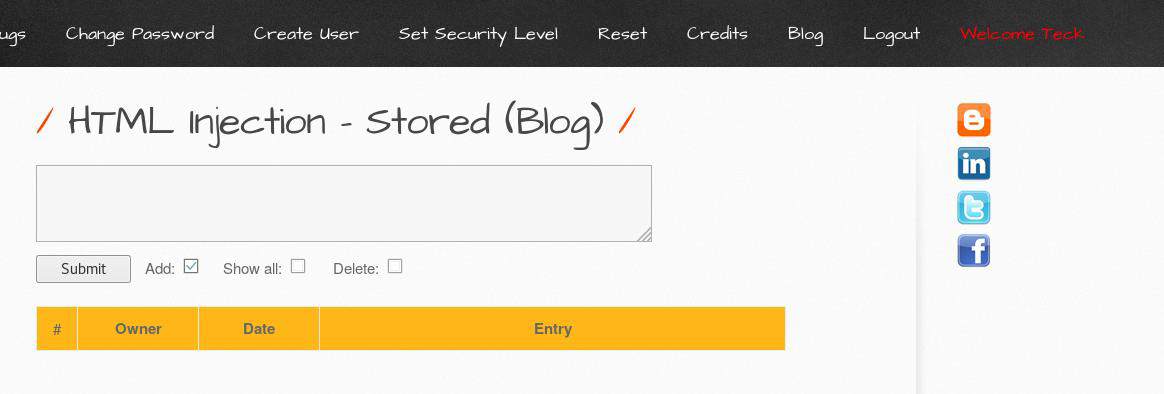 ugs Change Password Create User Set Security Level Reset Credits Blog Logout Welcome Teck
/ HTML Injection - Stored (Blog) /
Submit Add: Show all: Delete:
# Owner Date Entry